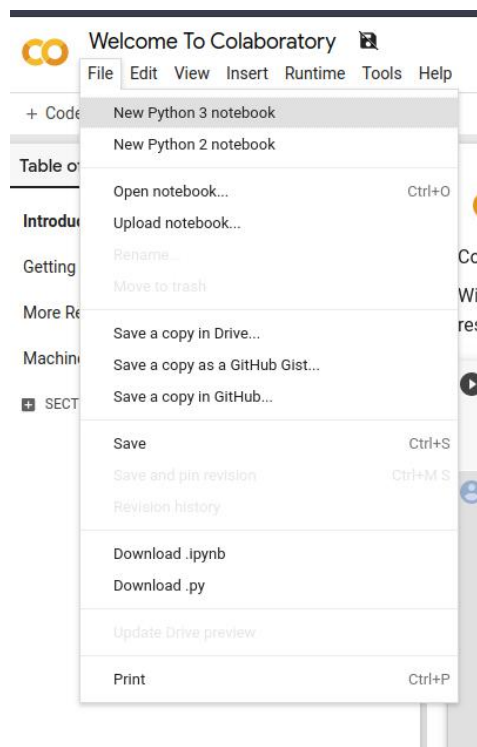 Welcome To Colaboratory
File Edit View Insert Runtime Tools Help
+ Code
New Python 3 notebook
New Python 2 notebook
Table of
Open notebook... Ctrl+O
Upload notebook...
Rename...
Move to trash
Getting
More Re
Save a copy in Drive...
Save a copy as a GitHub Gist...
Save a copy in GitHub...
SECT
Save Ctrl+S
Save and pin revision Ctrl+M S
Revision history
Download .ipynb
Download .py
Update Drive preview
Print Ctrl+P